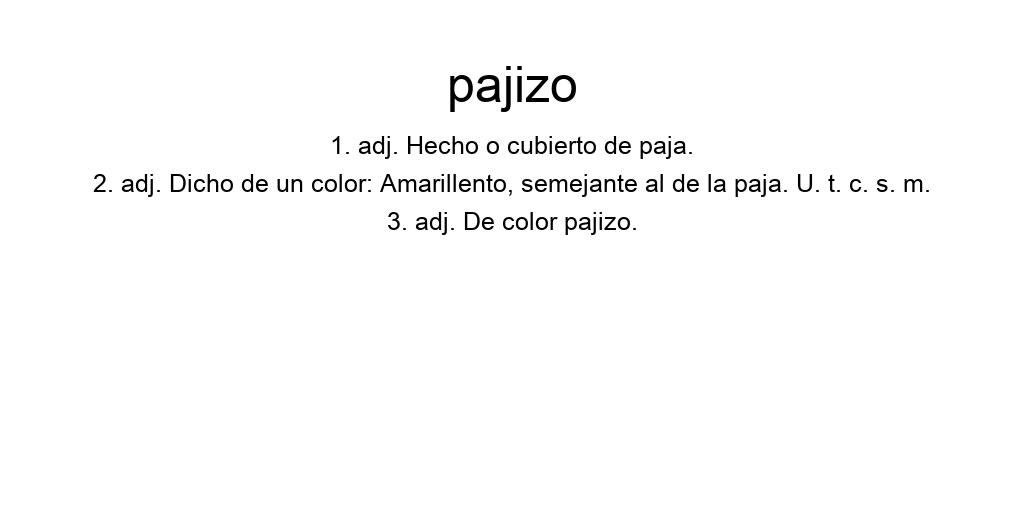 pajizo
1. adj. Hecho o cubierto de paja.
2. adj. Dicho de un color: Amarillento, semejante al de la paja. U. t. c. s. m.
3. adj. De color pajizo.